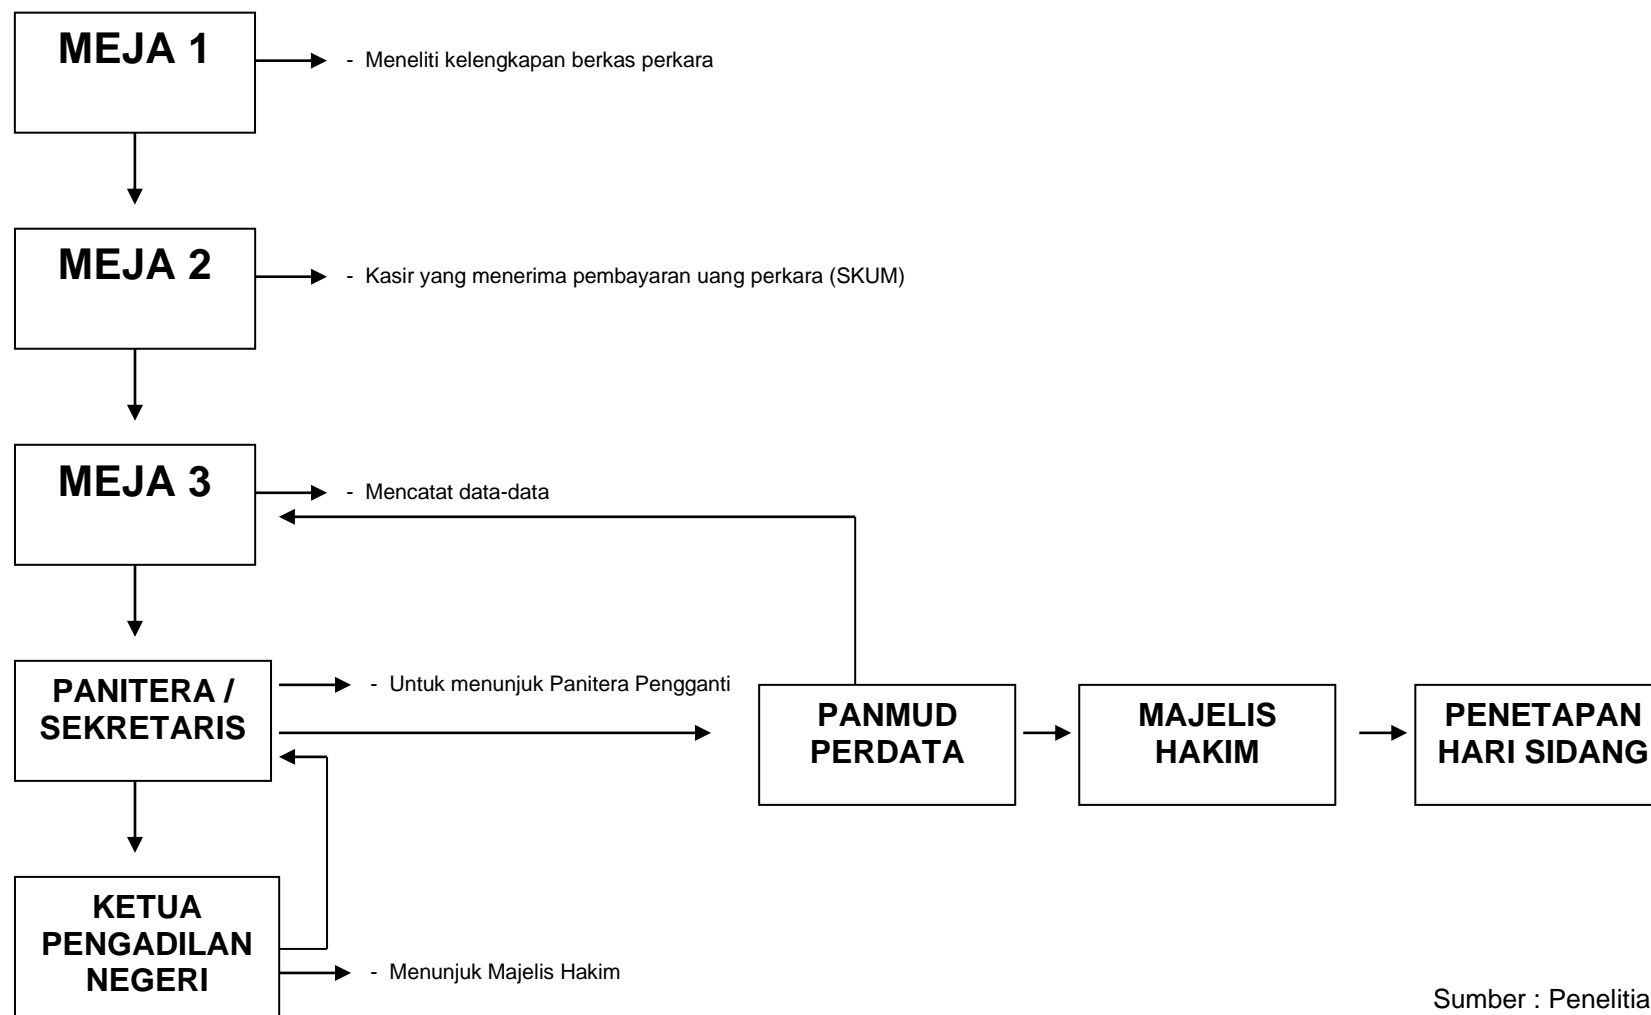 MEJA 1
- Meneliti kelengkapan berkas perkara
MEJA 2
- Kasir yang menerima pembayaran uang perkara (SKUM)
MEJA 3
- Mencatat data-data
PANITERA /
SEKRETARIS
- Untuk menunjuk Panitera Pengganti
PANMUD
PERDATA
MAJELIS
HAKIM
PENETAPAN
HARI SIDANG
KETUA
PENGADILAN
NEGERI
- Menunjuk Majelis Hakim
Sumber : Penelitia